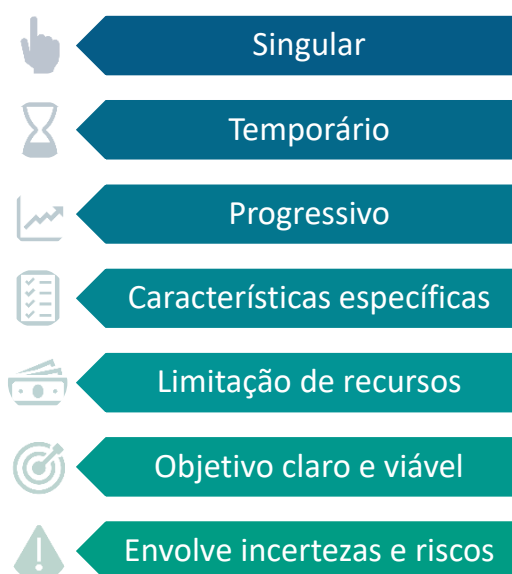 Singular
Temporário
Progressivo
Características específicas
Limitação de recursos
Objetivo claro e viável
Envolve incertezas e riscos